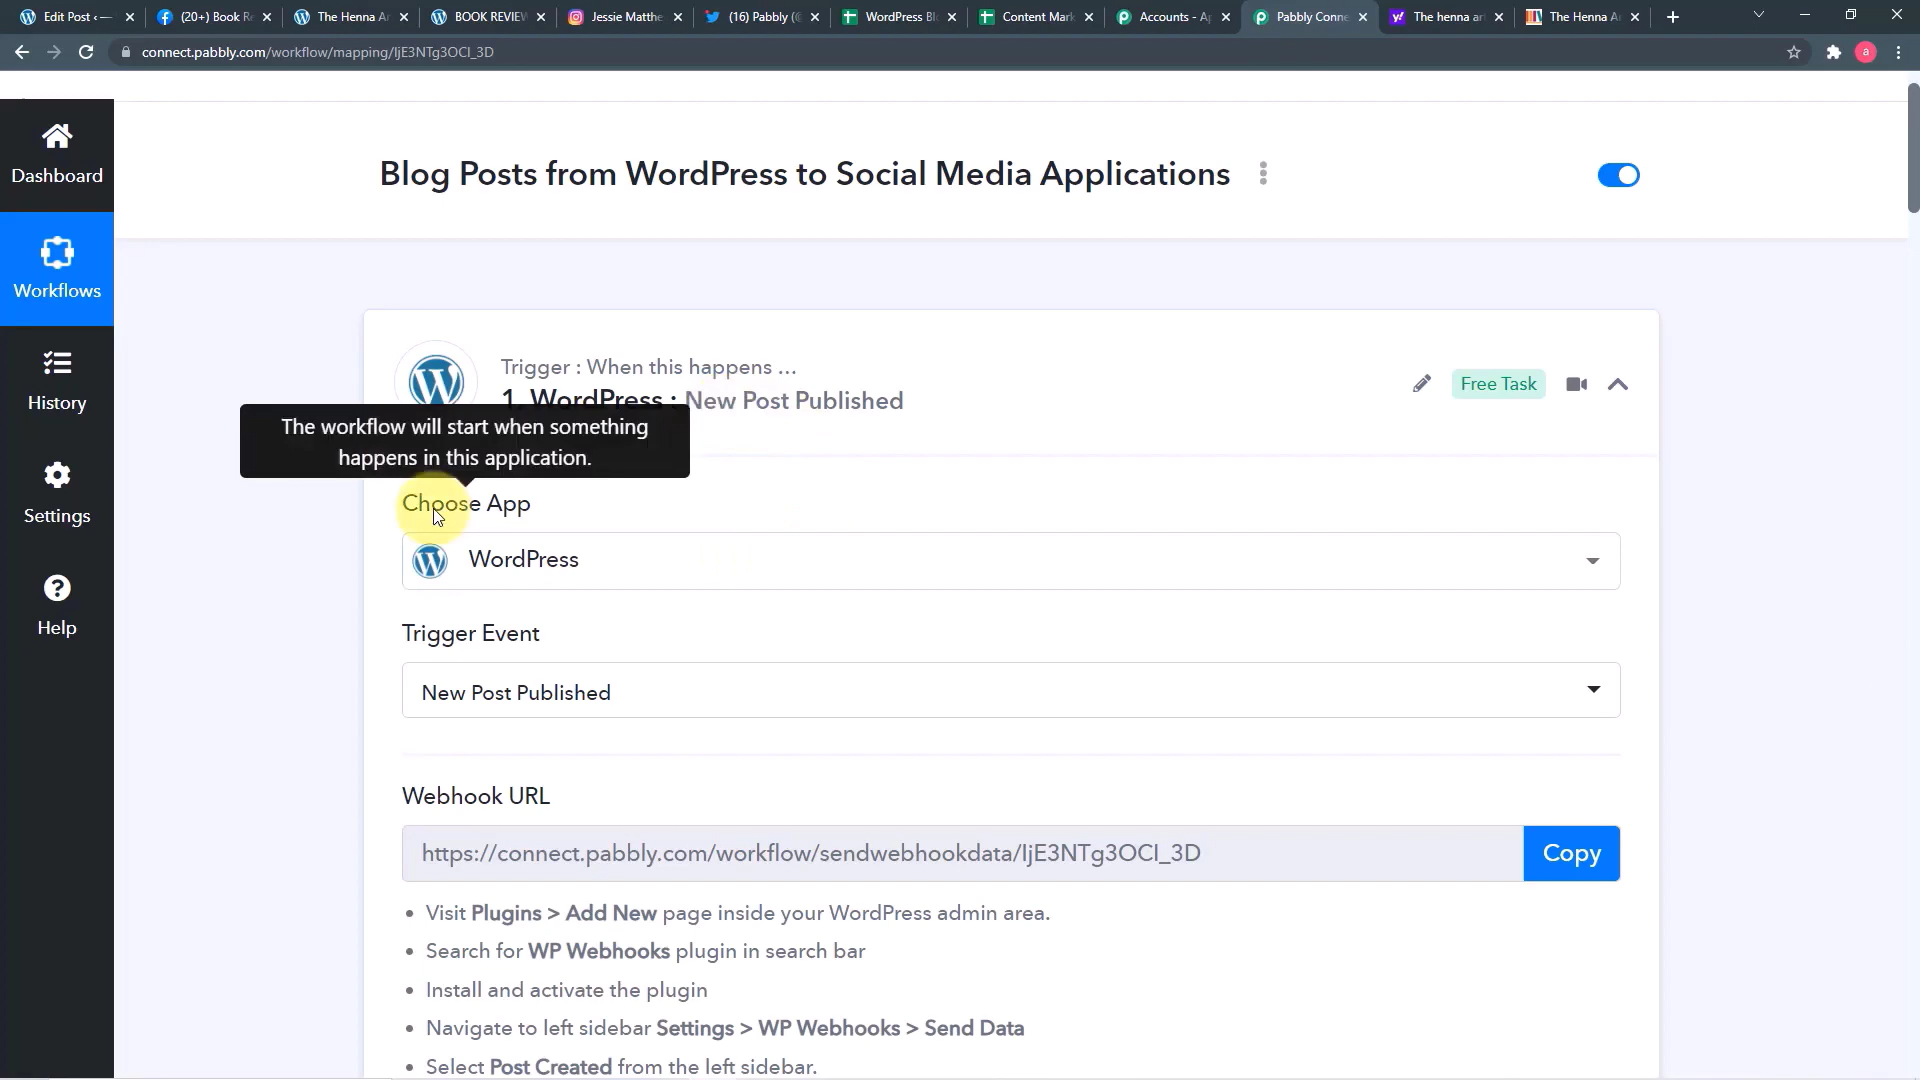 Edit Post ‹ —
(20+) Book R
The Henna Ar
BOOK REVIEW
Jessie Matthe
(16) Pabbly (@
WordPress Bl
Content Mark
Accounts - Ap
Pabbly Conne
The henna ar
The Henna A
connect.pabbly.com/workflow/mapping/IjE3NTg3OCI_3D
a
Dashboard
Workflows
History
Settings
Help
Blog Posts from WordPress to Social Media Applications
Trigger : When this happens ...
1. WordPress : New Post Published
Free Task
The workflow will start when something
happens in this application.
Choose App
WordPress
Trigger Event
New Post Published
Webhook URL
https://connect.pabbly.com/workflow/sendwebhookdata/IjE3NTg3OCI_3D
Copy
• Visit Plugins > Add New page inside your WordPress admin area.
• Search for WP Webhooks plugin in search bar
• Install and activate the plugin
• Navigate to left sidebar Settings > WP Webhooks > Send Data
• Select Post Created from the left sidebar.